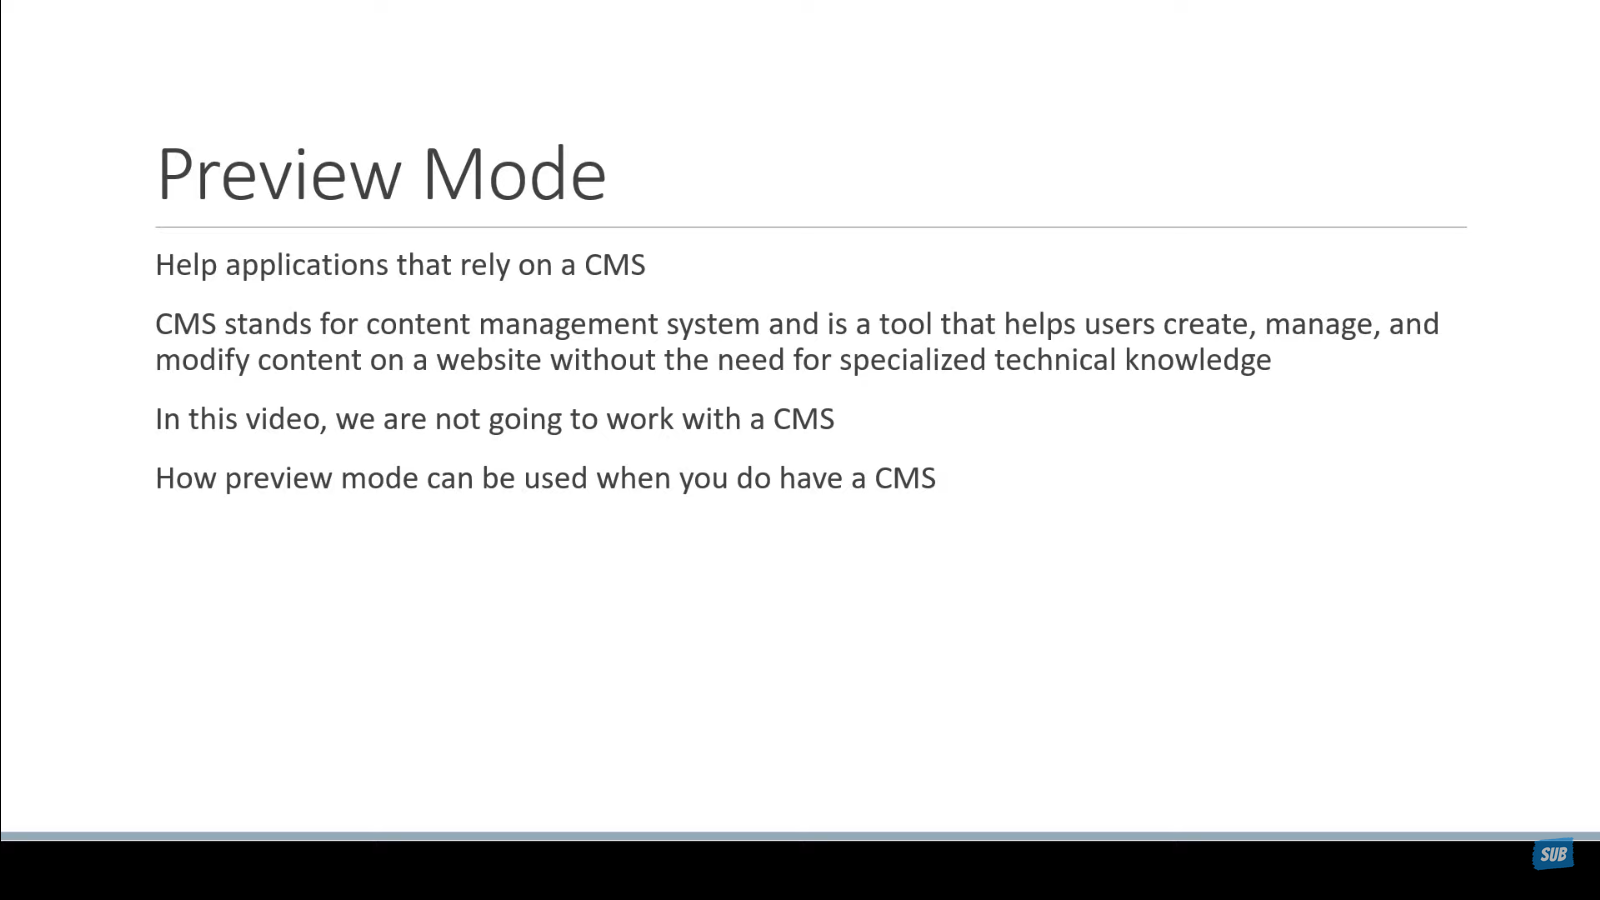 Preview Mode
Help applications that rely on a CMS
CMS stands for content management system and is a tool that helps users create, manage, and
modify content on a website without the need for specialized technical knowledge
In this video, we are not going to work with a CMS
How preview mode can be used when you do have a CMS
SUB